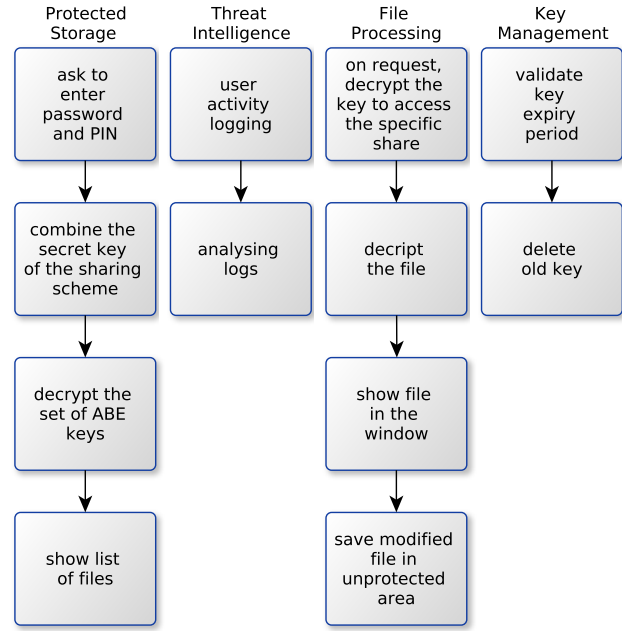 Protected
Storage
Threat
Intelligence
File
Processing
Key
Management
ask to
enter
password
and PIN
user
activity
logging
on request,
decrypt the
key to access
the specific
share
validate
key
expiry
period
combine the
secret key
of the sharing
scheme
analysing
logs
decript
the file
delete
old key
decrypt the
set of ABE
keys
show file
in the
window
show list
of files
save modified
file in
unprotected
area